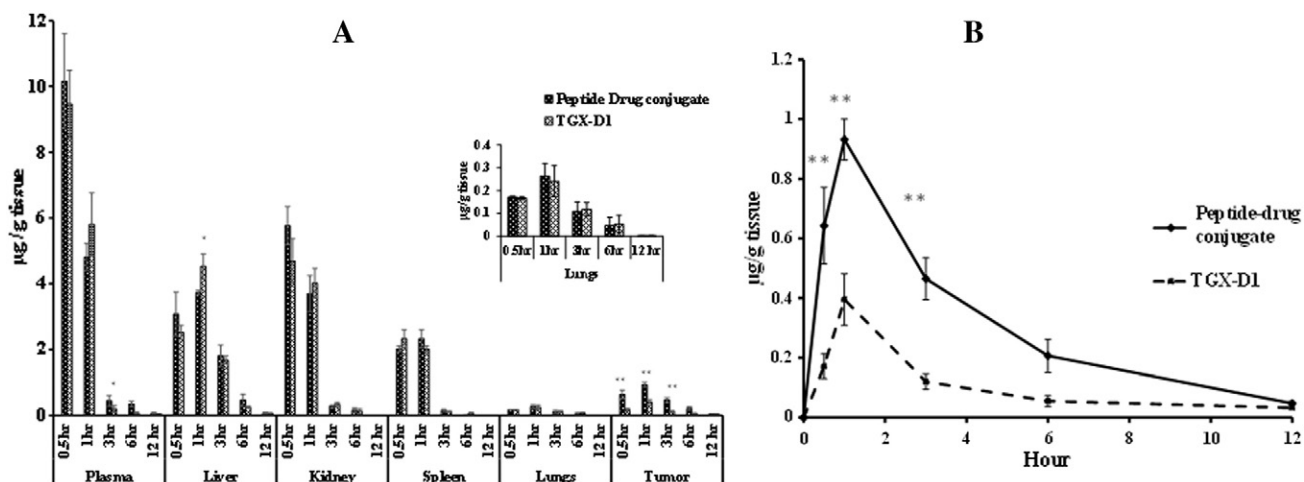 A
12
10
8
6
4
2
0
µg/g tissue
*
*
** ** **
0.5hr 1hr 3hr 6hr 12 hr 0.5hr 1hr 3hr 6hr 12 hr 0.5hr 1hr 3hr 6hr 12 hr 0.5hr 1hr 3hr 6hr 12 hr 0.5hr 1hr 3hr 6hr 12 hr 0.5hr 1hr 3hr 6hr 12 hr
Plasma Liver Kidney Spleen Lungs Tumor
Peptide Drug conjugate
TGX-D1
0.4
0.3
0.2
0.1
0
µg/g tissue
0.5hr 1hr 3hr 6hr 12 hr
Lungs
B
1.2
1
0.8
0.6
0.4
0.2
0
µg/g tissue
**
**
**
0 2 4 6 8 10 12
Hour
Peptide-drug
conjugate
TGX-D1